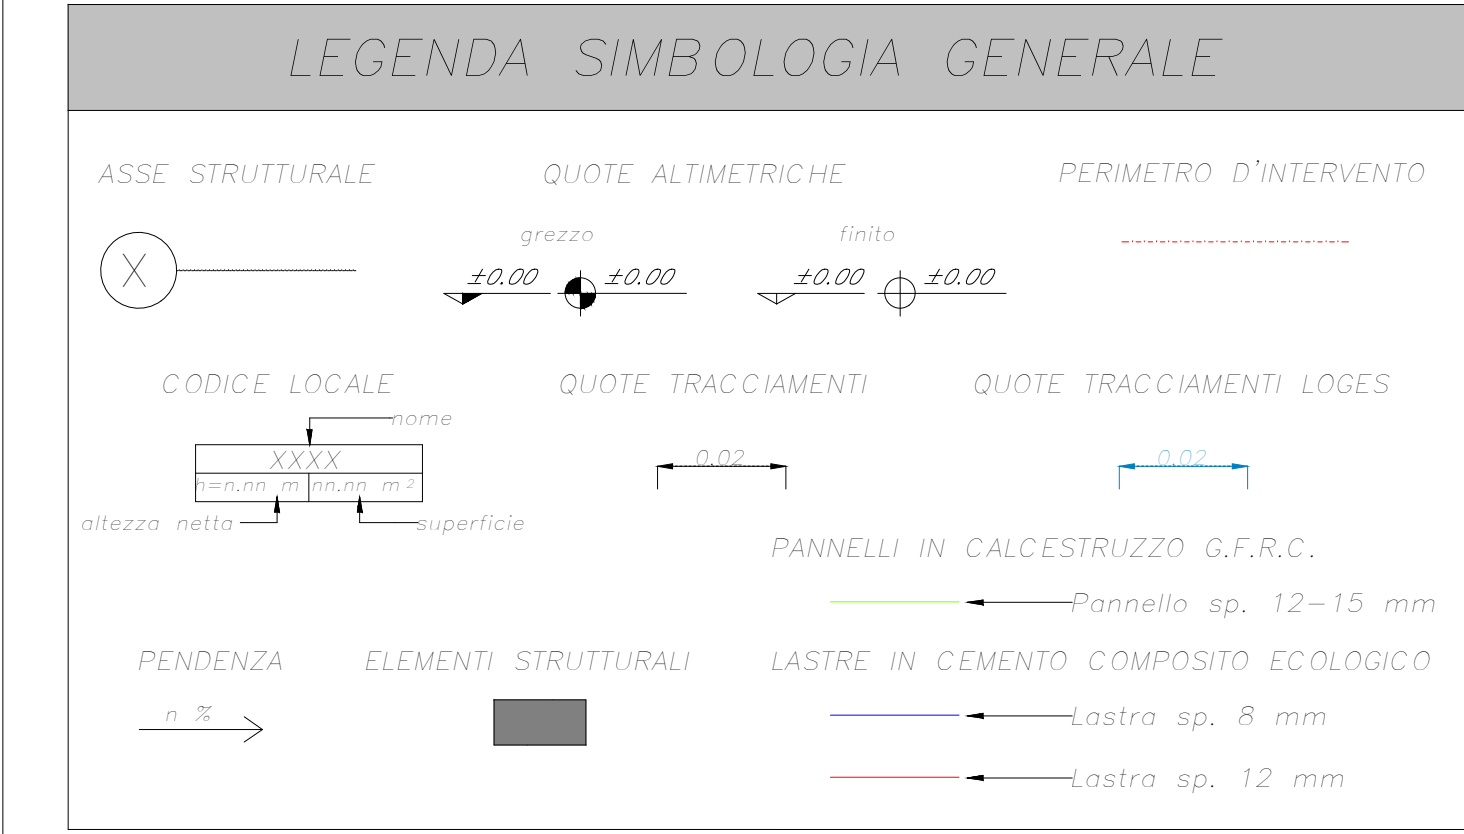 LEGENDA SIMBOLOGIA GENERALE
ASSE STRUTTURALE
QUOTE ALTIMETRICHE
PERIMETRO D'INTERVENTO
grezzo
finito
X
±0.00
±0.00
±0.00
±0.00
CODICE LOCALE
QUOTE TRACCIAMENTI
QUOTE TRACCIAMENTI LOGES
nome
XXXX
0.02
0.02
h=n.nn m
nn.nn m²
altezza netta
superficie
PANNELLI IN CALCESTRUZZO G.F.R.C.
Pannello sp. 12-15 mm
PENDENZA
ELEMENTI STRUTTURALI
LASTRE IN CEMENTO COMPOSITO ECOLOGICO
n %
Lastra sp. 8 mm
Lastra sp. 12 mm